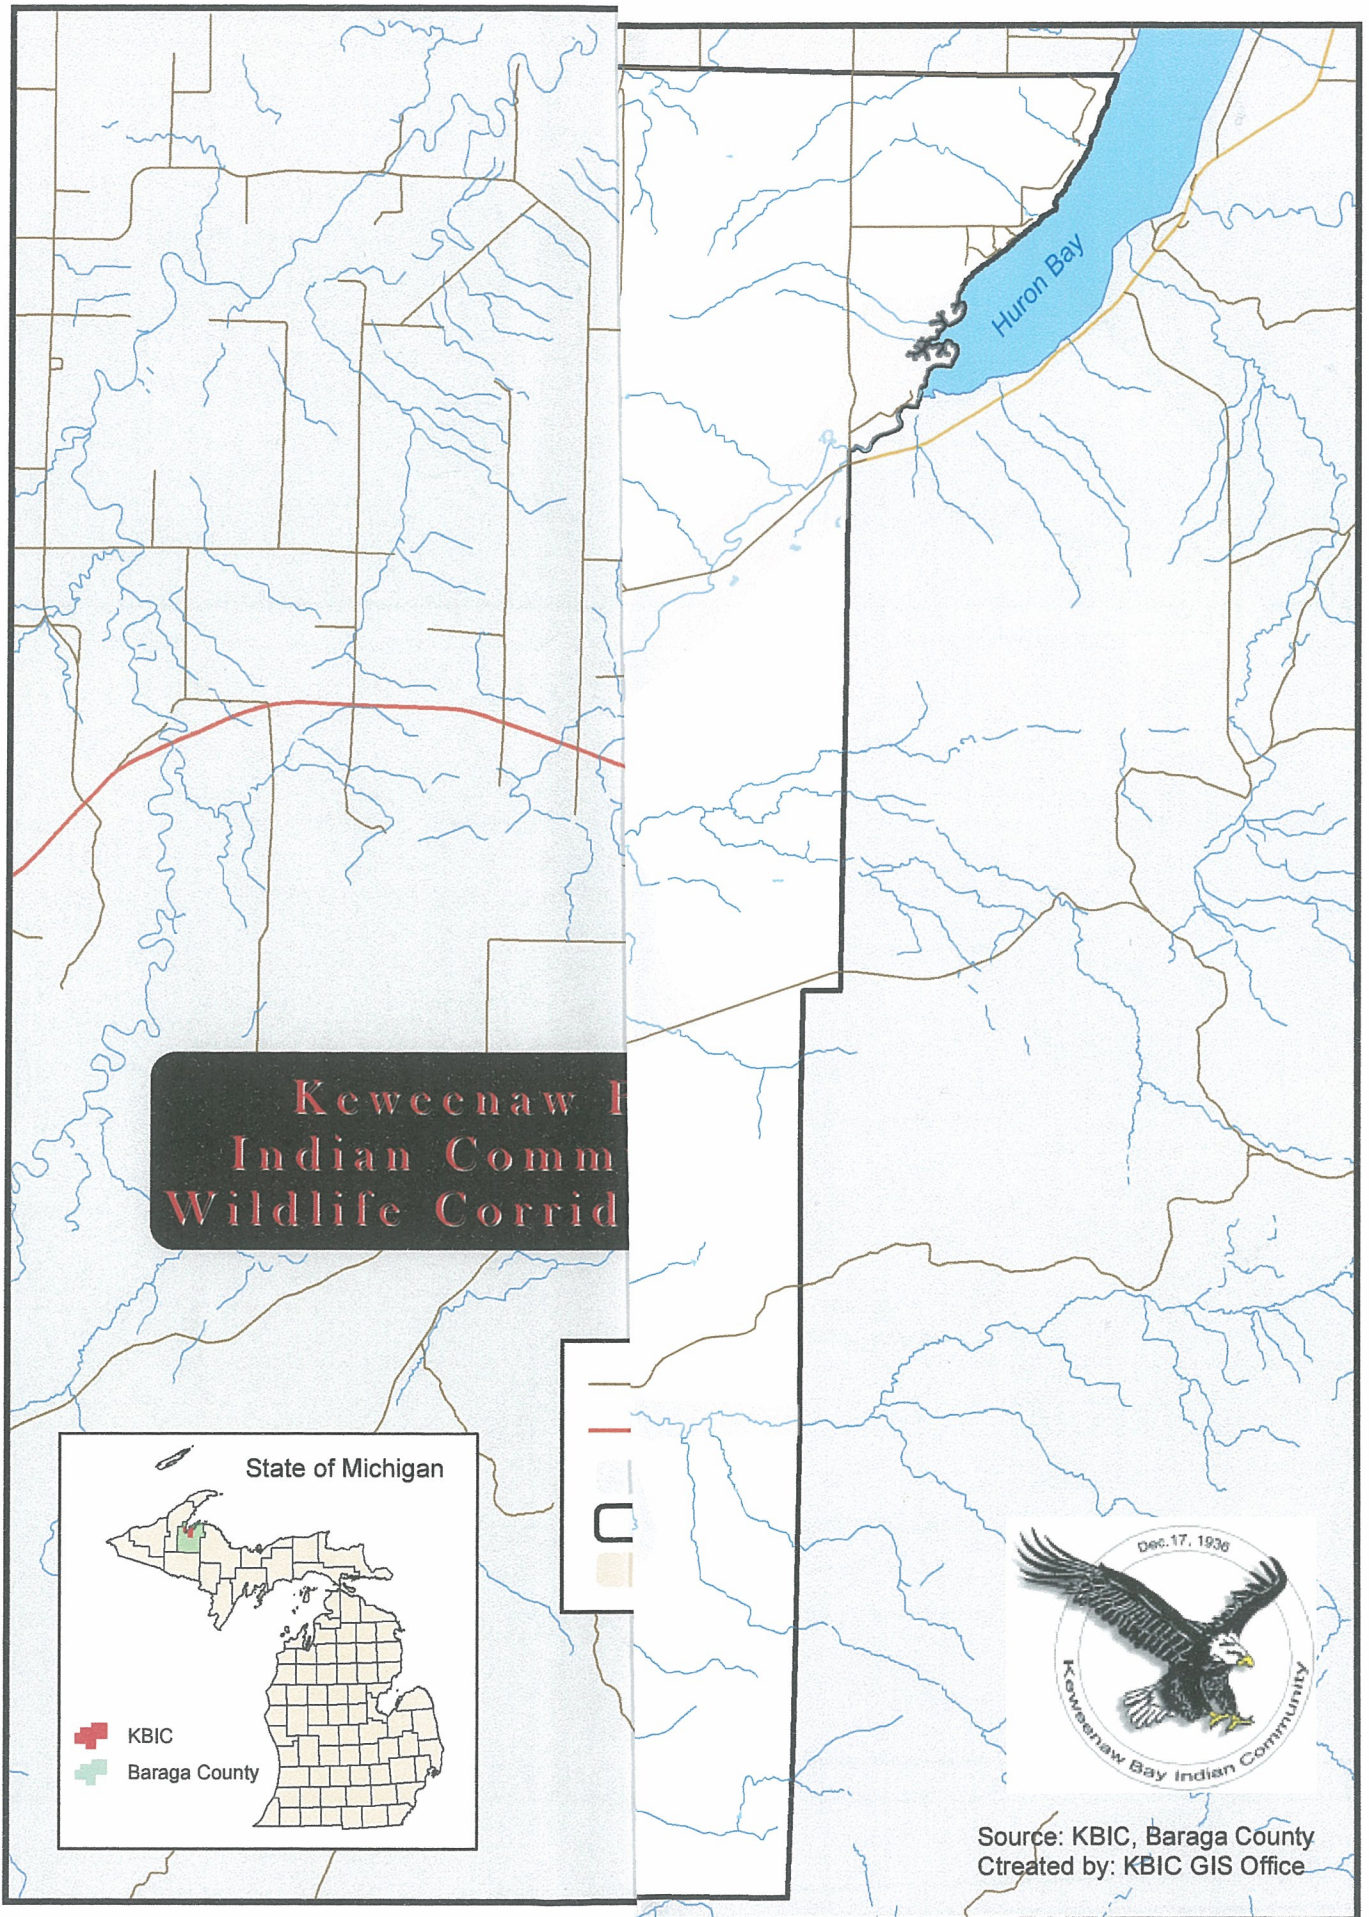 Huron Bay
Keweenaw
Indian Comm
Wildlife Corrid
State of Michigan
KBIC
Baraga County
Dec.17, 1936
Keweenaw Bay Indian Community
Source: KBIC, Baraga County
Ctreated by: KBIC GIS Office